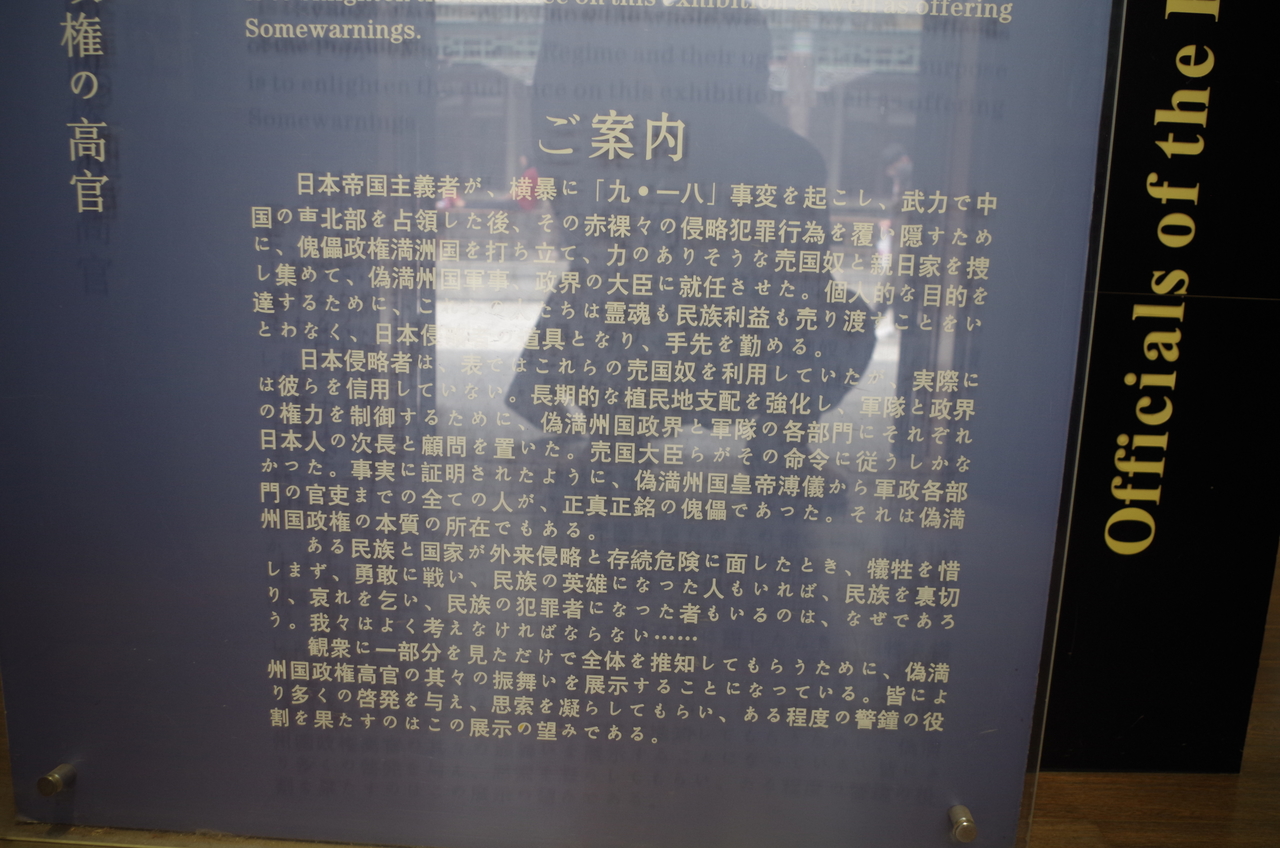 権の高官
on this exhibition as well as offering
Somewarnings.
ご案内
日本帝国主義者が、横暴に「九・一八」事変を起こし、武力で中
国の東北部を占領した後、その赤裸々の侵略犯罪行為を覆い隠すため
に、傀儡政権満洲国を打ち立て、力のありそうな売国奴と親日家を捜
し集めて、偽満州国軍事、政界の大臣に就任させた。個人的な目的を
達するために、こ ちは霊魂も民族利益も売り渡すことをい
とわなく、日本侵 道具となり、手先を勤める。
日本侵略者は、表ではこれらの売国奴を利用していたが、実際に
は彼らを信用していない。長期的な植民地支配を強化し、軍隊と政界
の権力を制御するために、偽満州国政界と軍隊の各部門にそれぞれ
日本人の次長と顧問を置いた。売国大臣らがその命令に従うしかな
かった。事実に証明されたように、偽満州国皇帝溥儀から軍政各部
門の官吏までの全ての人が、正真正銘の傀儡であった。それは偽満
州国政権の本質の所在でもある。
ある民族と国家が外来侵略と存続危険に面したとき、犠牲を惜
しまず、勇敢に戦い、民族の英雄になった人もいれば、民族を裏切
り、哀れを乞い、民族の犯罪者になった者もいるのは、なぜであろ
う。我々はよく考えなければならない……
観衆に一部分を見ただけで全体を推知してもらうために、偽満
州国政権高官の其々の振舞いを展示することになっている。皆によ
り多くの啓発を与え、思索を凝らしてもらい、ある程度の警鐘の役
割を果たすのはこの展示の望みである。
Officials of the